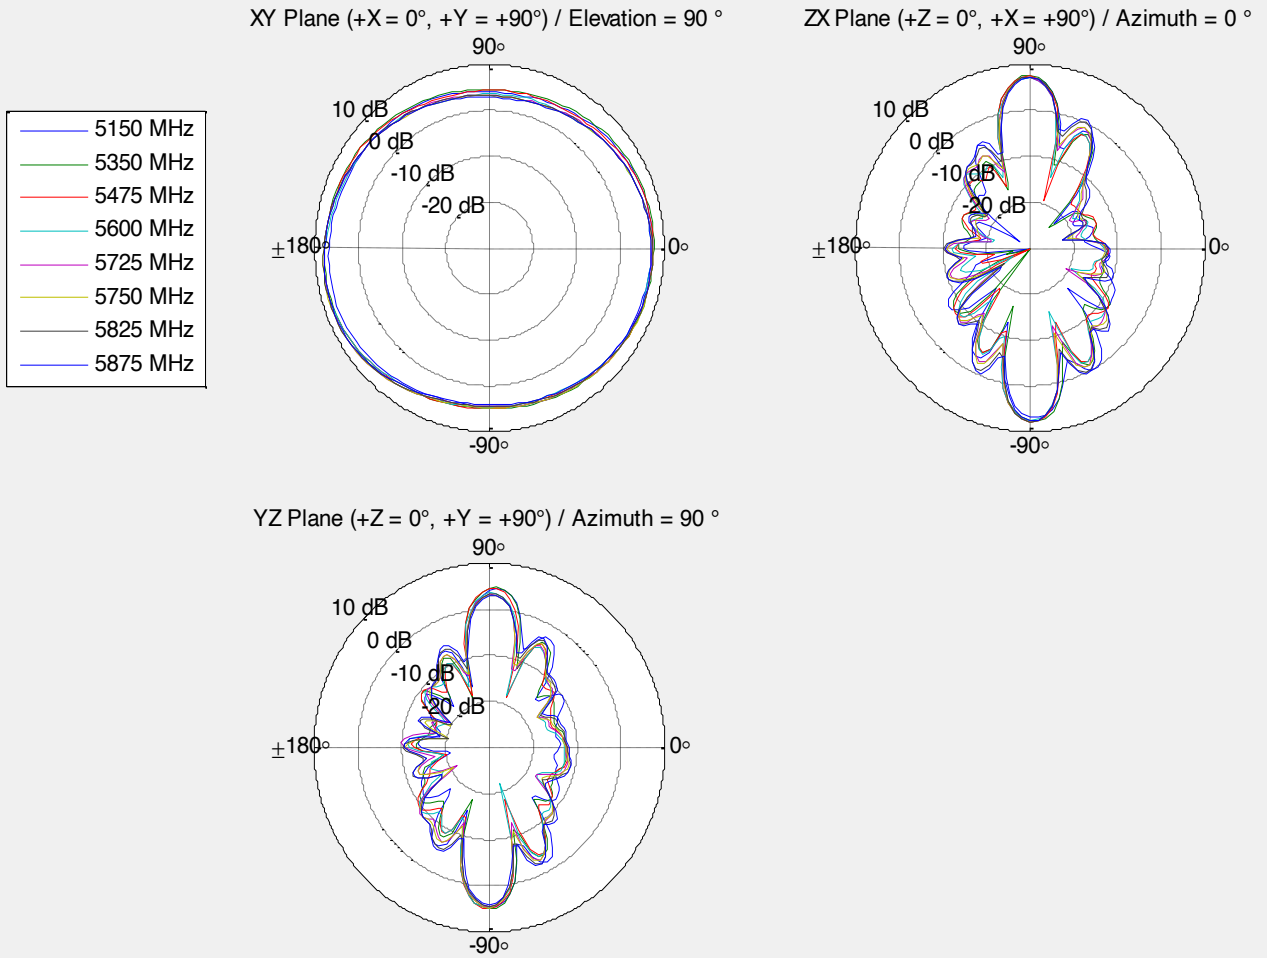 XY Plane (+X = 0°, +Y = +90°) / Elevation = 90 °
90°
10 dB
0 dB
-10 dB
-20 dB
±180°
0°
-90°
ZX Plane (+Z = 0°, +X = +90°) / Azimuth = 0 °
90°
10 dB
0 dB
-10 dB
-20 dB
±180°
0°
-90°
5150 MHz
5350 MHz
5475 MHz
5600 MHz
5725 MHz
5750 MHz
5825 MHz
5875 MHz
YZ Plane (+Z = 0°, +Y = +90°) / Azimuth = 90 °
90°
10 dB
0 dB
-10 dB
-20 dB
±180°
0°
-90°